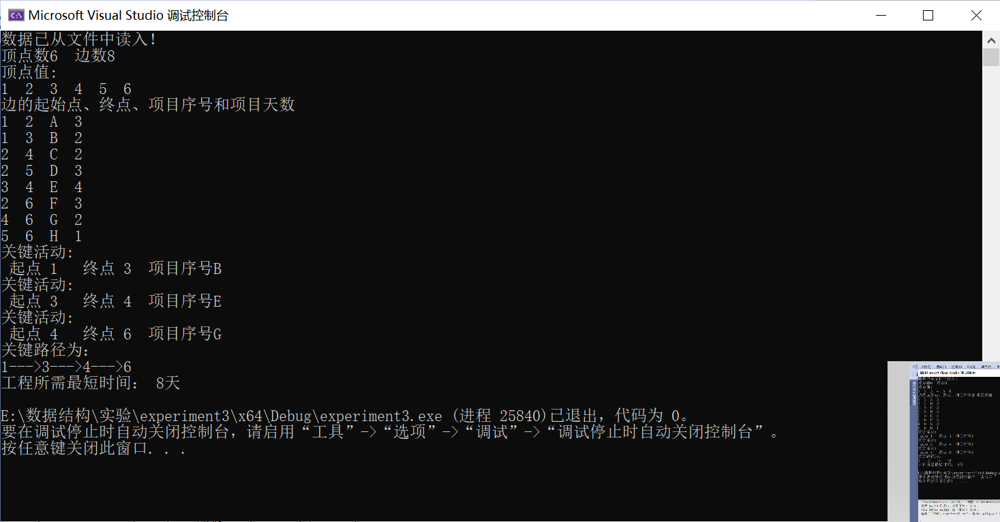 Microsoft Visual Studio 调试控制台
数据已从文件中读入!
顶点数6  边数8
顶点值:
1  2  3  4  5  6
边的起始点、终点、项目序号和项目天数
1  2  A  3
1  3  B  2
2  4  C  2
2  5  D  3
3  4  E  4
2  6  F  3
4  6  G  2
5  6  H  1
关键活动:
起点 1   终点 3  项目序号B
关键活动:
起点 3   终点 4  项目序号E
关键活动:
起点 4   终点 6  项目序号G
关键路径为:
1--->3--->4--->6
工程所需最短时间:  8天
E:\数据结构\实验\experiment3\x64\Debug\experiment3.exe (进程 25840)已退出，代码为 0。
要在调试停止时自动关闭控制台，请启用“工具”->“选项”->“调试”->“调试停止时自动关闭控制台”。
按任意键关闭此窗口. . .